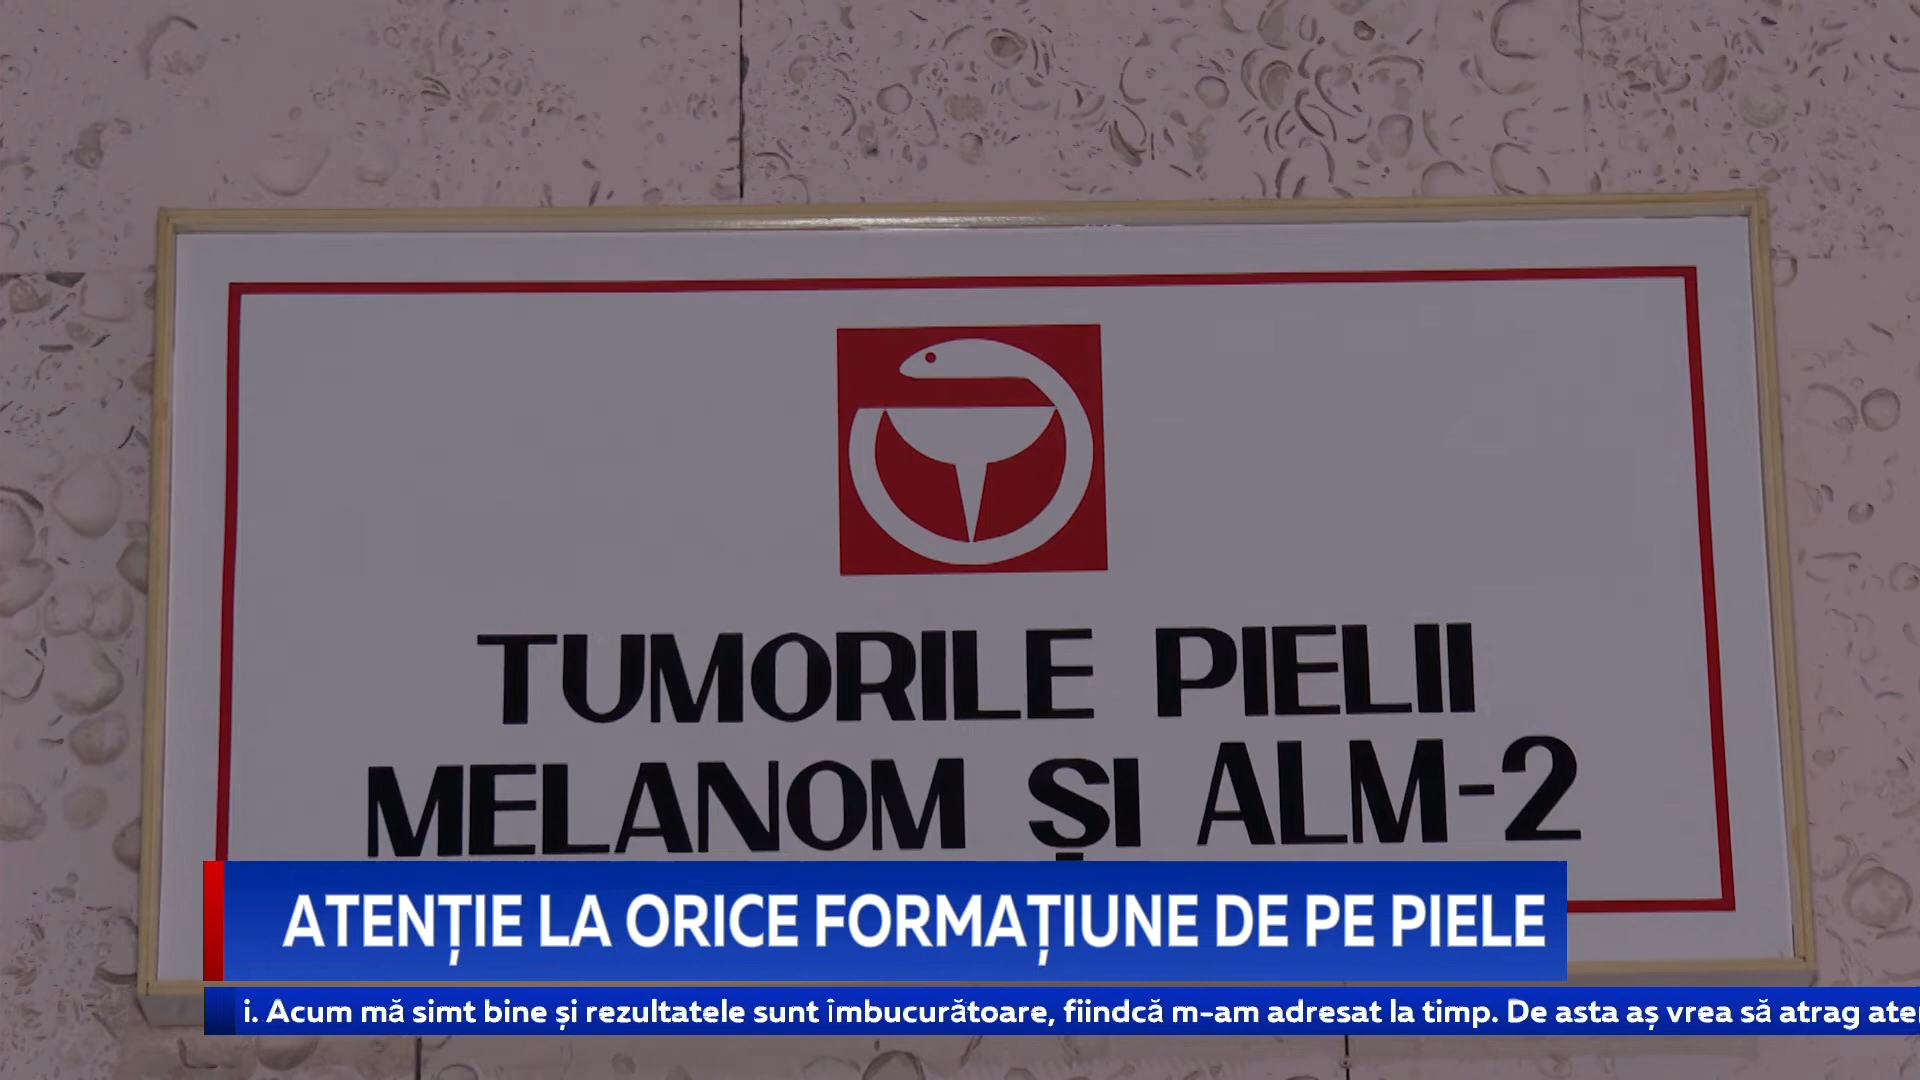 TUMORILE PIELII
MELANOM ȘI ALM-2
ATENȚIE LA ORICE FORMAȚIUNE DE PE PIELE
i. Acum mă simt bine și rezultatele sunt îmbucurătoare, fiindcă m-am adresat la timp. De asta aș vrea să atrag